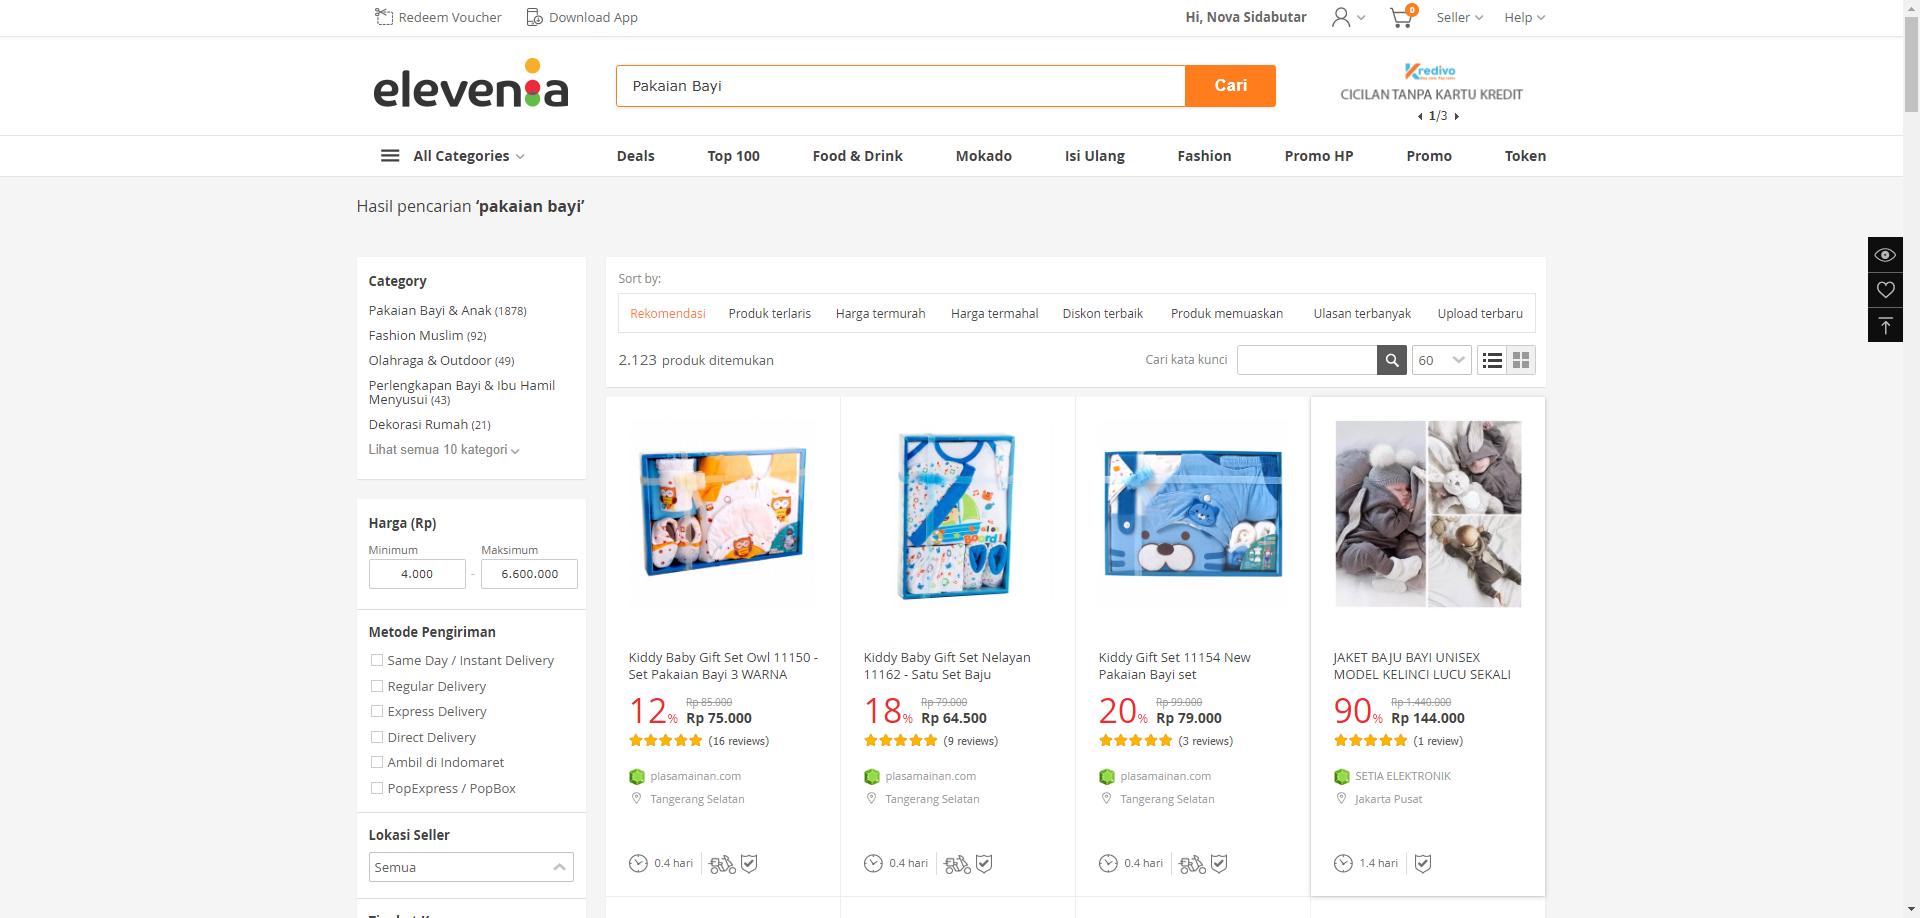 Redeem Voucher
Download App
Hi, Nova Sidabutar
0
Seller
Help
elevenia
Pakaian Bayi
Cari
Kredivo
CICILAN TANPA KARTU KREDIT
1/3
All Categories
Deals
Top 100
Food & Drink
Mokado
Isi Ulang
Fashion
Promo HP
Promo
Token
Hasil pencarian ‘pakaian bayi’
Category
Pakaian Bayi & Anak (1878)
Fashion Muslim (92)
Olahraga & Outdoor (49)
Perlengkapan Bayi & Ibu Hamil
Menyusui (43)
Dekorasi Rumah (21)
Lihat semua 10 kategori
Harga (Rp)
Minimum
Maksimum
4.000
-
6.600.000
Metode Pengiriman
Same Day / Instant Delivery
Regular Delivery
Express Delivery
Direct Delivery
Ambil di Indomaret
PopExpress / PopBox
Lokasi Seller
Semua
Sort by:
Rekomendasi
Produk terlaris
Harga termurah
Harga termahal
Diskon terbaik
Produk memuaskan
Ulasan terbanyak
Upload terbaru
2.123 produk ditemukan
Cari kata kunci
60
Kiddy Baby Gift Set Owl 11150 -
Set Pakaian Bayi 3 WARNA
12%
Rp 85.000
Rp 75.000
(16 reviews)
plasamainan.com
Tangerang Selatan
0.4 hari
Kiddy Baby Gift Set Nelayan
11162 - Satu Set Baju
18%
Rp 79.000
Rp 64.500
(9 reviews)
plasamainan.com
Tangerang Selatan
0.4 hari
Kiddy Gift Set 11154 New
Pakaian Bayi set
20%
Rp 99.000
Rp 79.000
(3 reviews)
plasamainan.com
Tangerang Selatan
0.4 hari
JAKET BAJU BAYI UNISEX
MODEL KELINCI LUCU SEKALI
90%
Rp 1.440.000
Rp 144.000
(1 review)
SETIA ELEKTRONIK
Jakarta Pusat
1.4 hari